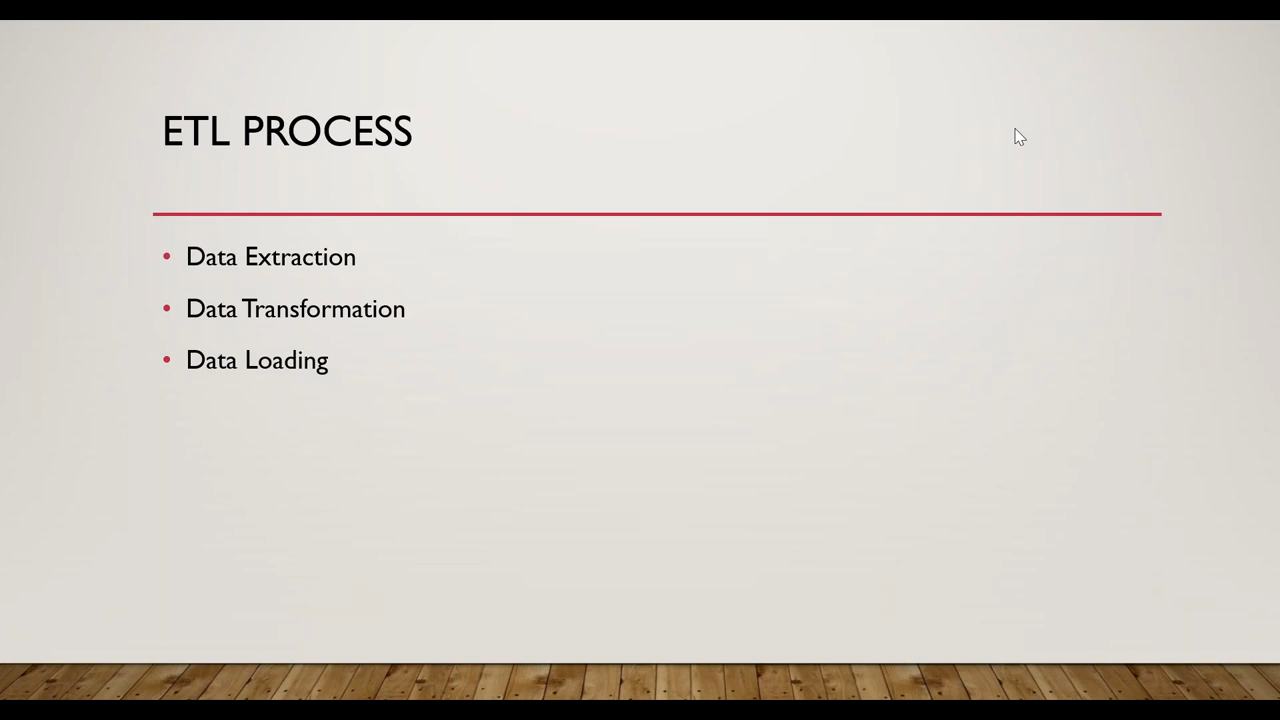 ETL PROCESS
• Data Extraction
• Data Transformation
• Data Loading